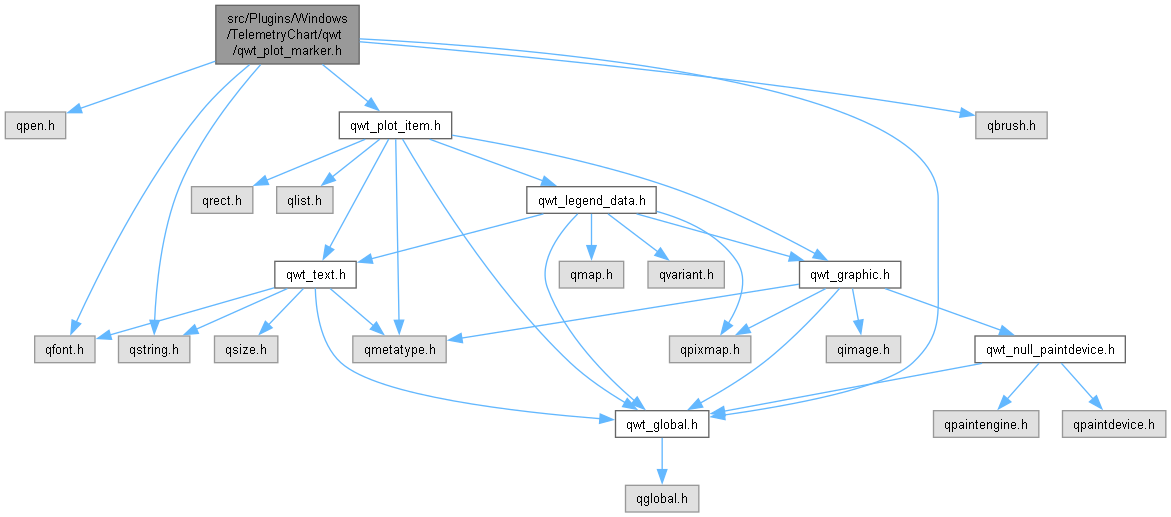 src/Plugins/Windows
/TelemetryChart/qwt
/qwt_plot_marker.h
qpen.h
qwt_plot_item.h
qbrush.h
qrect.h
qlist.h
qwt_legend_data.h
qwt_text.h
qmap.h
qvariant.h
qwt_graphic.h
qfont.h
qstring.h
qsize.h
qmetatype.h
qpixmap.h
qimage.h
qwt_null_paintdevice.h
qwt_global.h
qpaintengine.h
qpaintdevice.h
qglobal.h